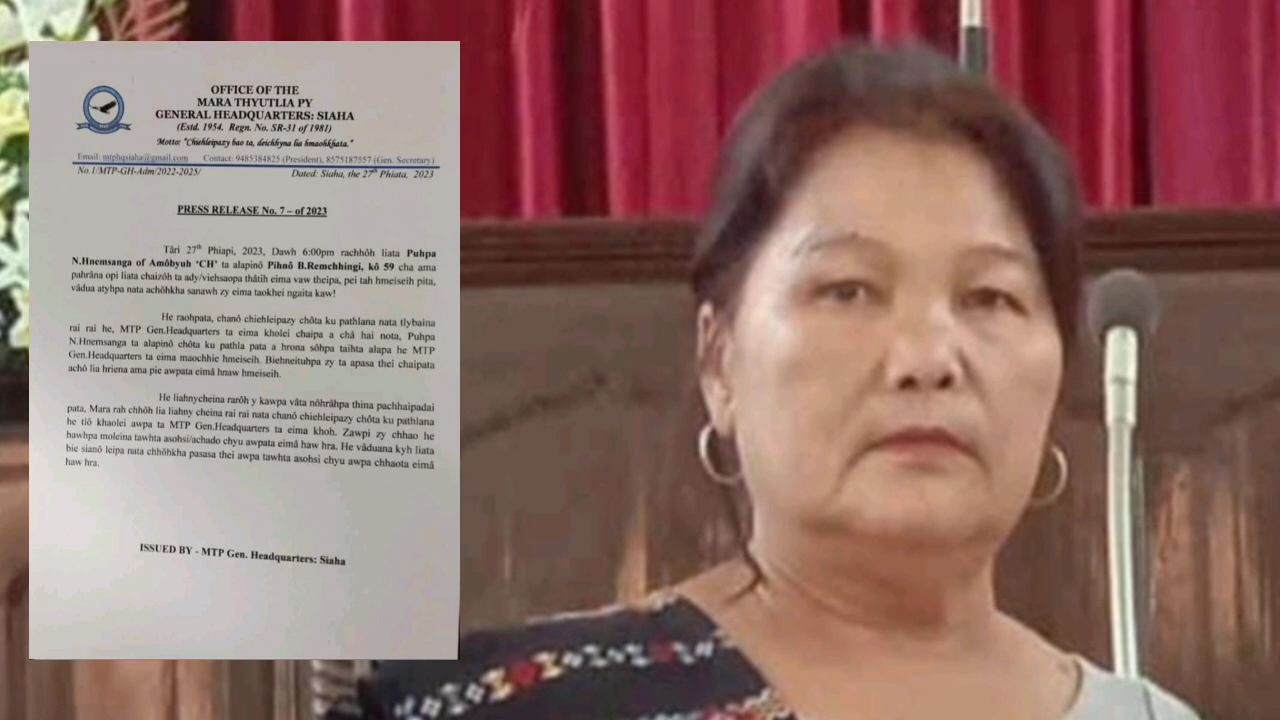 OFFICE OF THE
MARA THYUTLIA PY
GENERAL HEADQUARTERS: SIAHA
(Estd. 1954. Regn. No. SR-31 of 1981)
Motto: "Chiehleipazy bao ta, deichhyna lia hmaokhata."
Email: mtphqsiaha@gmail.com Contact: 9485384825 (President), 8575187557 (Gen. Secretary)
No.1/MTP-GH-Adm/2022-2025/ Dated: Siaha, the 27th Phiata, 2023
PRESS RELEASE No. 7 – of 2023
Târi 27th Phiapi, 2023, Dawh 6:00pm rachhôh liata Puhpa
N.Hnemsanga of Amôbyuh 'CH' ta alapinô Pihnô B.Remchhingi, kô 59 cha ama
pahrâna opi liata chaizôh ta ady/viehsaopa thâtih eima vaw theipa, pei tah hmeiseih pita,
vâdua atyhpa nata achôhkha sanawh zy eima taokhei ngaita kaw!
He raohpata, chanô chiehleipazy chôta ku pathlana nata tlybaina
rai rai he, MTP Gen.Headquarters ta eima kholei chaipa a châ hai nota, Puhpa
N.Hnemsanga ta alapinô chôta ku pathla pata a hrona sôhpa taihta alapa he MTP
Gen.Headquarters ta eima maochhie hmeiseih. Biehneituhpa zy ta apasa thei chaipata
achô lia hriena ama pie awpata eimâ hnaw hmeiseih.
He liahnycheina rarôh y kawpa vâta nôhrâhpa thina pachhaipadai
pata, Mara rah chhôh lia liahny cheina rai rai nata chanô chiehleipazy chôta ku pathlana
he tlô khaolei awpa ta MTP Gen.Headquarters ta eima khoh. Zawpi zy chhao he
hawhpa moleina tawhta asohsi/achado chyu awpata eimâ haw hra. He vâduana kyh liata
bie sianô leipa nata chhôhkha pasasa thei awpa tawhta asohsi chyu awpata chhaota eimâ
haw hra.
ISSUED BY - MTP Gen. Headquarters: Siaha